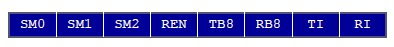 SM0 SM1 SM2 REN TB8 RB8 TI RI